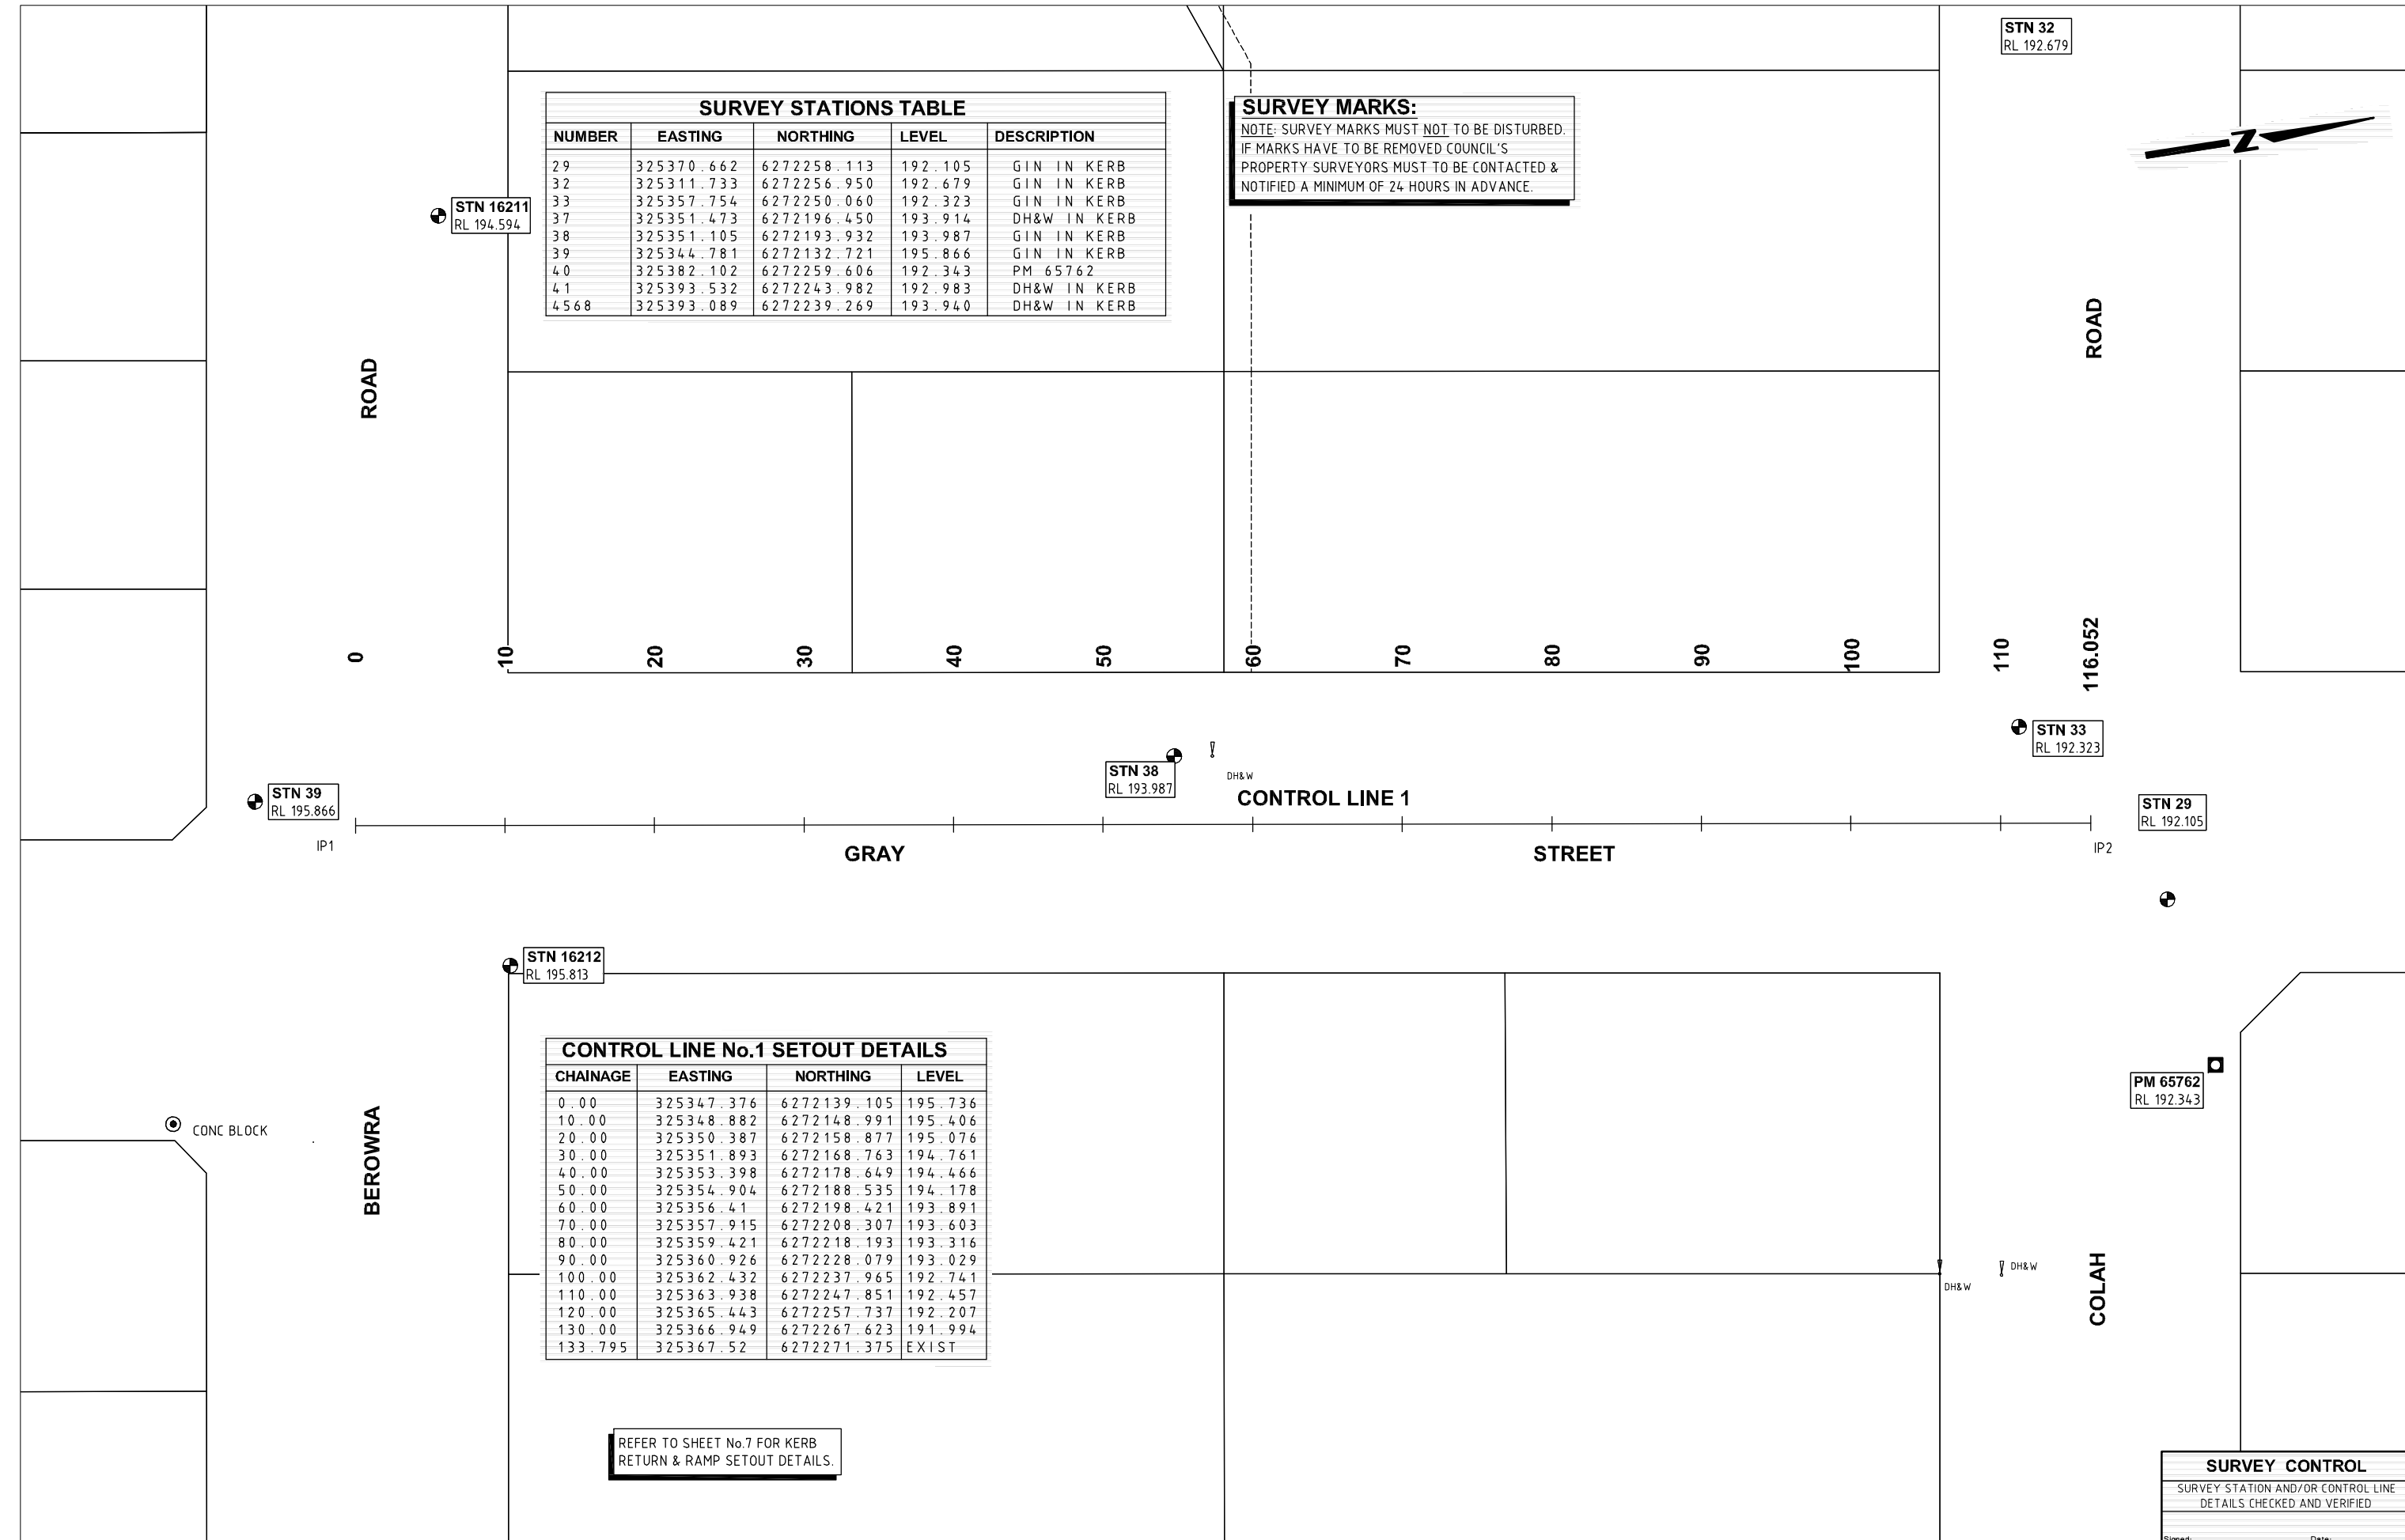 STN 32
RL 192.679
SURVEY STATIONS TABLE
NUMBER EASTING NORTHING LEVEL DESCRIPTION
29 325370.662 6272258.113 192.105 GIN IN KERB
32 325311.733 6272256.950 192.679 GIN IN KERB
33 325357.754 6272250.060 192.323 GIN IN KERB
37 325351.473 6272196.450 193.914 DH&W IN KERB
38 325351.105 6272193.932 193.987 GIN IN KERB
39 325344.781 6272132.721 195.866 GIN IN KERB
40 325382.102 6272259.606 192.343 PM 65762
41 325393.532 6272243.982 192.983 DH&W IN KERB
4568 325393.089 6272239.269 193.940 DH&W IN KERB
SURVEY MARKS:
NOTE: SURVEY MARKS MUST NOT TO BE DISTURBED.
IF MARKS HAVE TO BE REMOVED COUNCIL'S
PROPERTY SURVEYORS MUST TO BE CONTACTED &
NOTIFIED A MINIMUM OF 24 HOURS IN ADVANCE.
Z
STN 16211
RL 194.594
ROAD
ROAD
0 10 20 30 40 50 60 70 80 90 100 110 116.052
STN 33
RL 192.323
STN 38
RL 193.987
DH&W
CONTROL LINE 1
STN 39
RL 195.866
STN 29
RL 192.105
IP1
GRAY STREET
IP2
STN 16212
RL 195.813
CONTROL LINE No.1 SETOUT DETAILS
CHAINAGE EASTING NORTHING LEVEL
0.00 325347.376 6272139.105 195.736
10.00 325348.882 6272148.991 195.406
20.00 325350.387 6272158.877 195.076
30.00 325351.893 6272168.763 194.761
40.00 325353.398 6272178.649 194.466
50.00 325354.904 6272188.535 194.178
60.00 325356.41 6272198.421 193.891
70.00 325357.915 6272208.307 193.603
80.00 325359.421 6272218.193 193.316
90.00 325360.926 6272228.079 193.029
100.00 325362.432 6272237.965 192.741
110.00 325363.938 6272247.851 192.457
120.00 325365.443 6272257.737 192.207
130.00 325366.949 6272267.623 191.994
133.795 325367.52 6272271.375 EXIST
PM 65762
RL 192.343
CONC BLOCK
BEROWRA
COLAH
DH&W
DH&W
REFER TO SHEET No.7 FOR KERB
RETURN & RAMP SETOUT DETAILS.
SURVEY CONTROL
SURVEY STATION AND/OR CONTROL LINE
DETAILS CHECKED AND VERIFIED
Signed: Date: